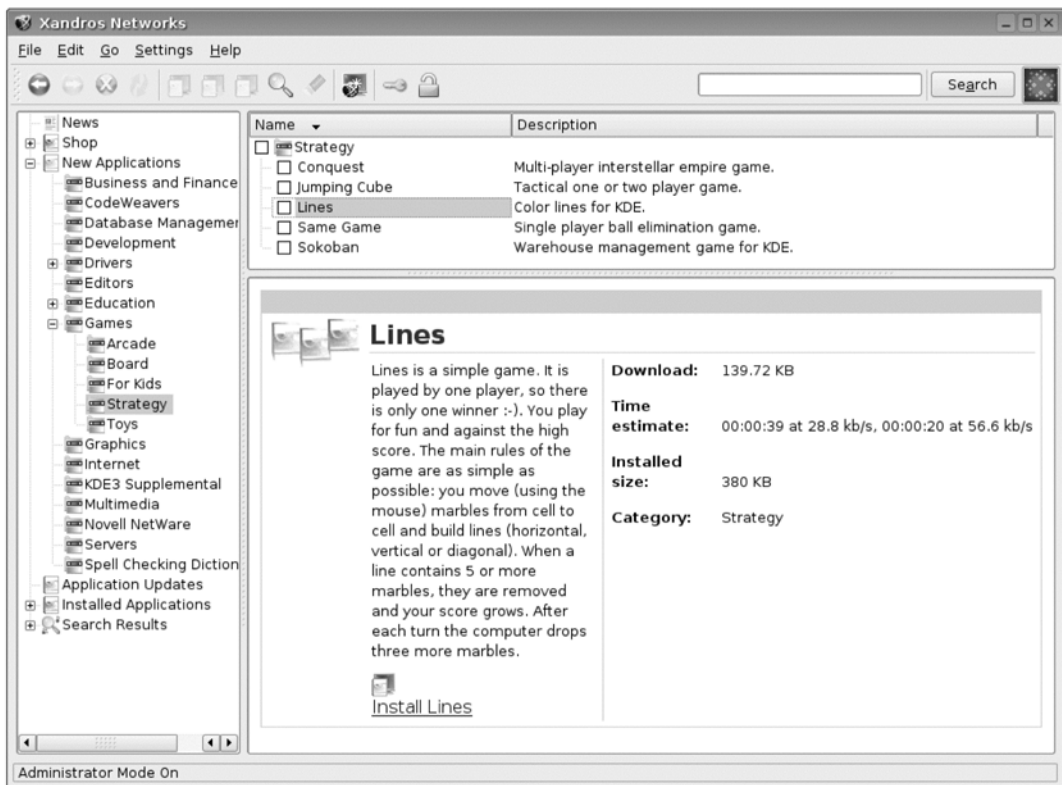 Xandros Networks
File Edit Go Settings Help
Search
News
Shop
New Applications
Business and Finance
CodeWeavers
Database Managemer
Development
Drivers
Editors
Education
Games
Arcade
Board
For Kids
Strategy
Toys
Graphics
Internet
KDE3 Supplemental
Multimedia
Novell NetWare
Servers
Spell Checking Diction
Application Updates
Installed Applications
Search Results
Name Description
Strategy
Conquest Multi-player interstellar empire game.
Jumping Cube Tactical one or two player game.
Lines Color lines for KDE.
Same Game Single player ball elimination game.
Sokoban Warehouse management game for KDE.
Lines
Lines is a simple game. It is
played by one player, so there
is only one winner :-). You play
for fun and against the high
score. The main rules of the
game are as simple as
possible: you move (using the
mouse) marbles from cell to
cell and build lines (horizontal,
vertical or diagonal). When a
line contains 5 or more
marbles, they are removed
and your score grows. After
each turn the computer drops
three more marbles.
Install Lines
Download: 139.72 KB
Time
estimate: 00:00:39 at 28.8 kb/s, 00:00:20 at 56.6 kb/s
Installed
size: 380 KB
Category: Strategy
Administrator Mode On